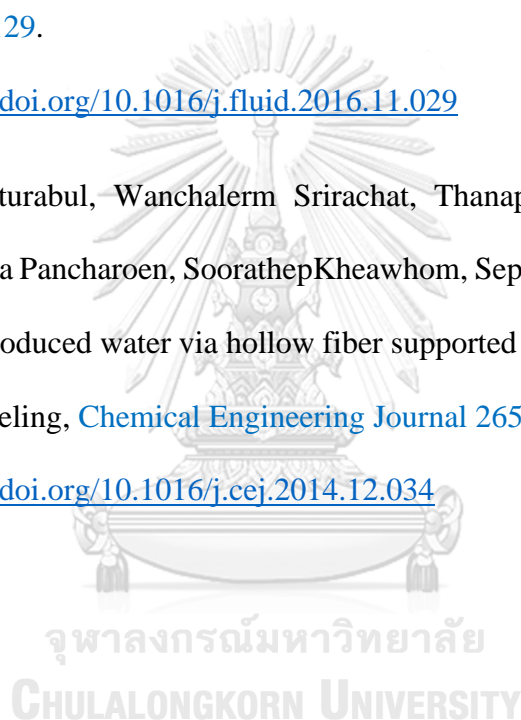 29.
doi.org/10.1016/j.fluid.2016.11.029
turabul, Wanchalerm Srirachat, Thanap
a Pancharoen, SoorathepKheawhom, Sep
oduced water via hollow fiber supported
eling, Chemical Engineering Journal 265
doi.org/10.1016/j.cej.2014.12.034
จุฬาลงกรณ์มหาวิทยาลัย
CHULALONGKORN UNIVERSITY